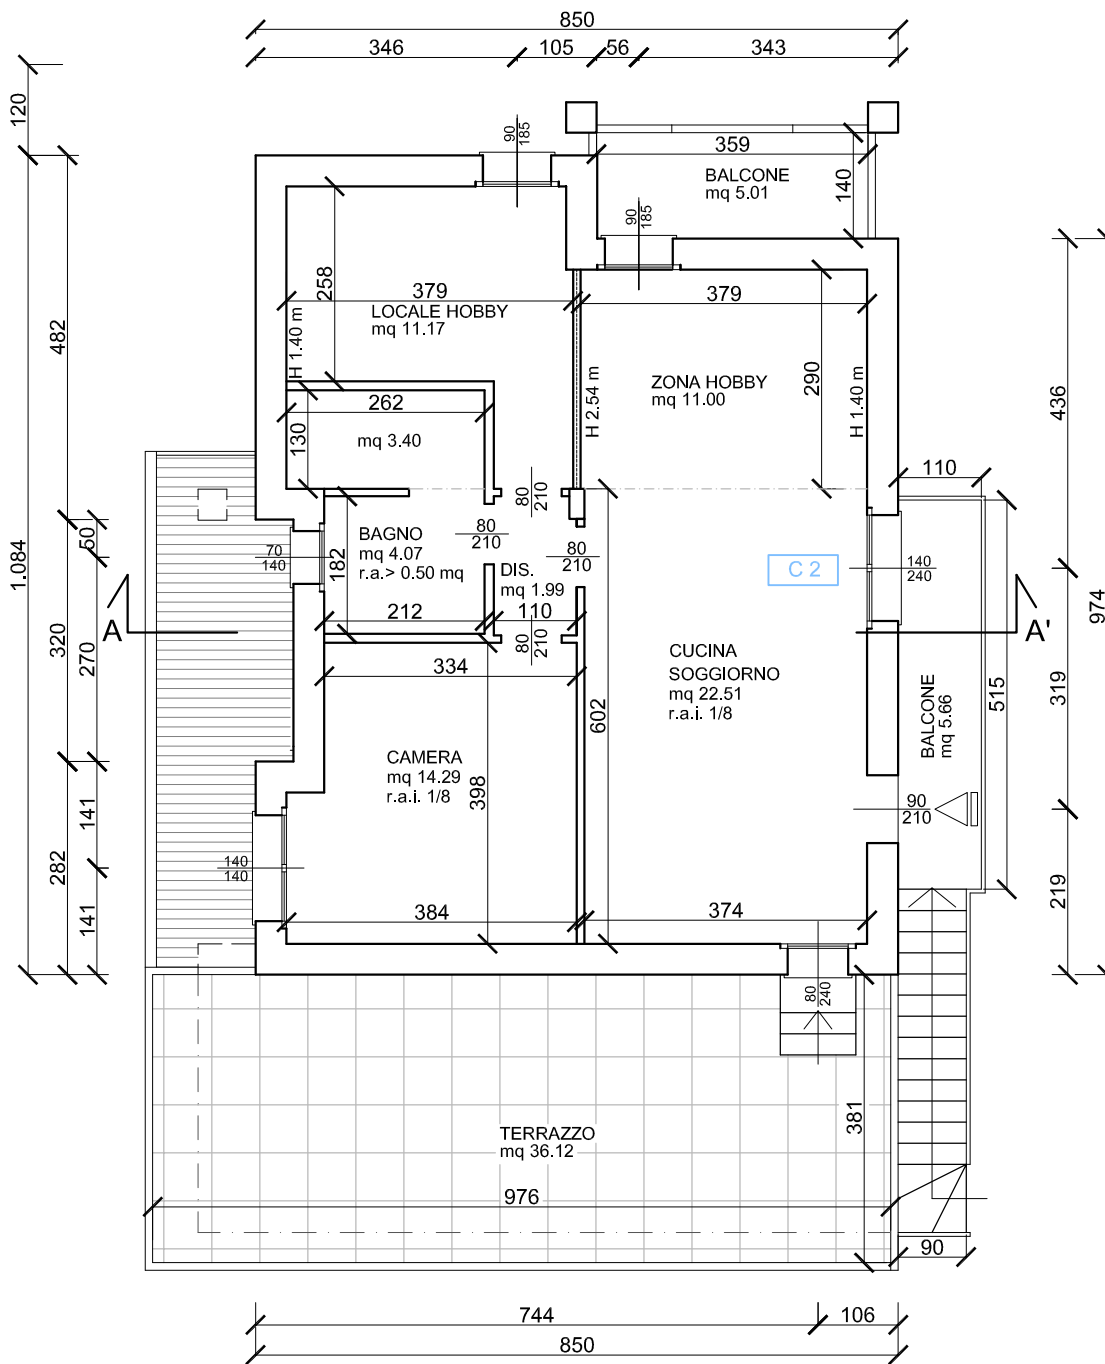 850
346
105
56
343
120
90
185
359
BALCONE
mq 5.01
140
90
185
258
379
LOCALE HOBBY
mq 11.17
H 1.40 m
379
290
ZONA HOBBY
mq 11.00
H 2.54 m
H 1.40 m
482
436
262
130
mq 3.40
110
80
210
50
BAGNO
mq 4.07
r.a.> 0.50 mq
80
210
80
210
70
140
182
DIS.
mq 1.99
C 2
140
240
1.084
974
A
A'
212
110
80
210
320
270
334
CUCINA
SOGGIORNO
mq 22.51
r.a.i. 1/8
602
319
515
BALCONE
mq 5.66
CAMERA
mq 14.29
r.a.i. 1/8
398
90
210
141
282
140
140
141
219
384
374
80
240
TERRAZZO
mq 36.12
381
976
90
744
106
850